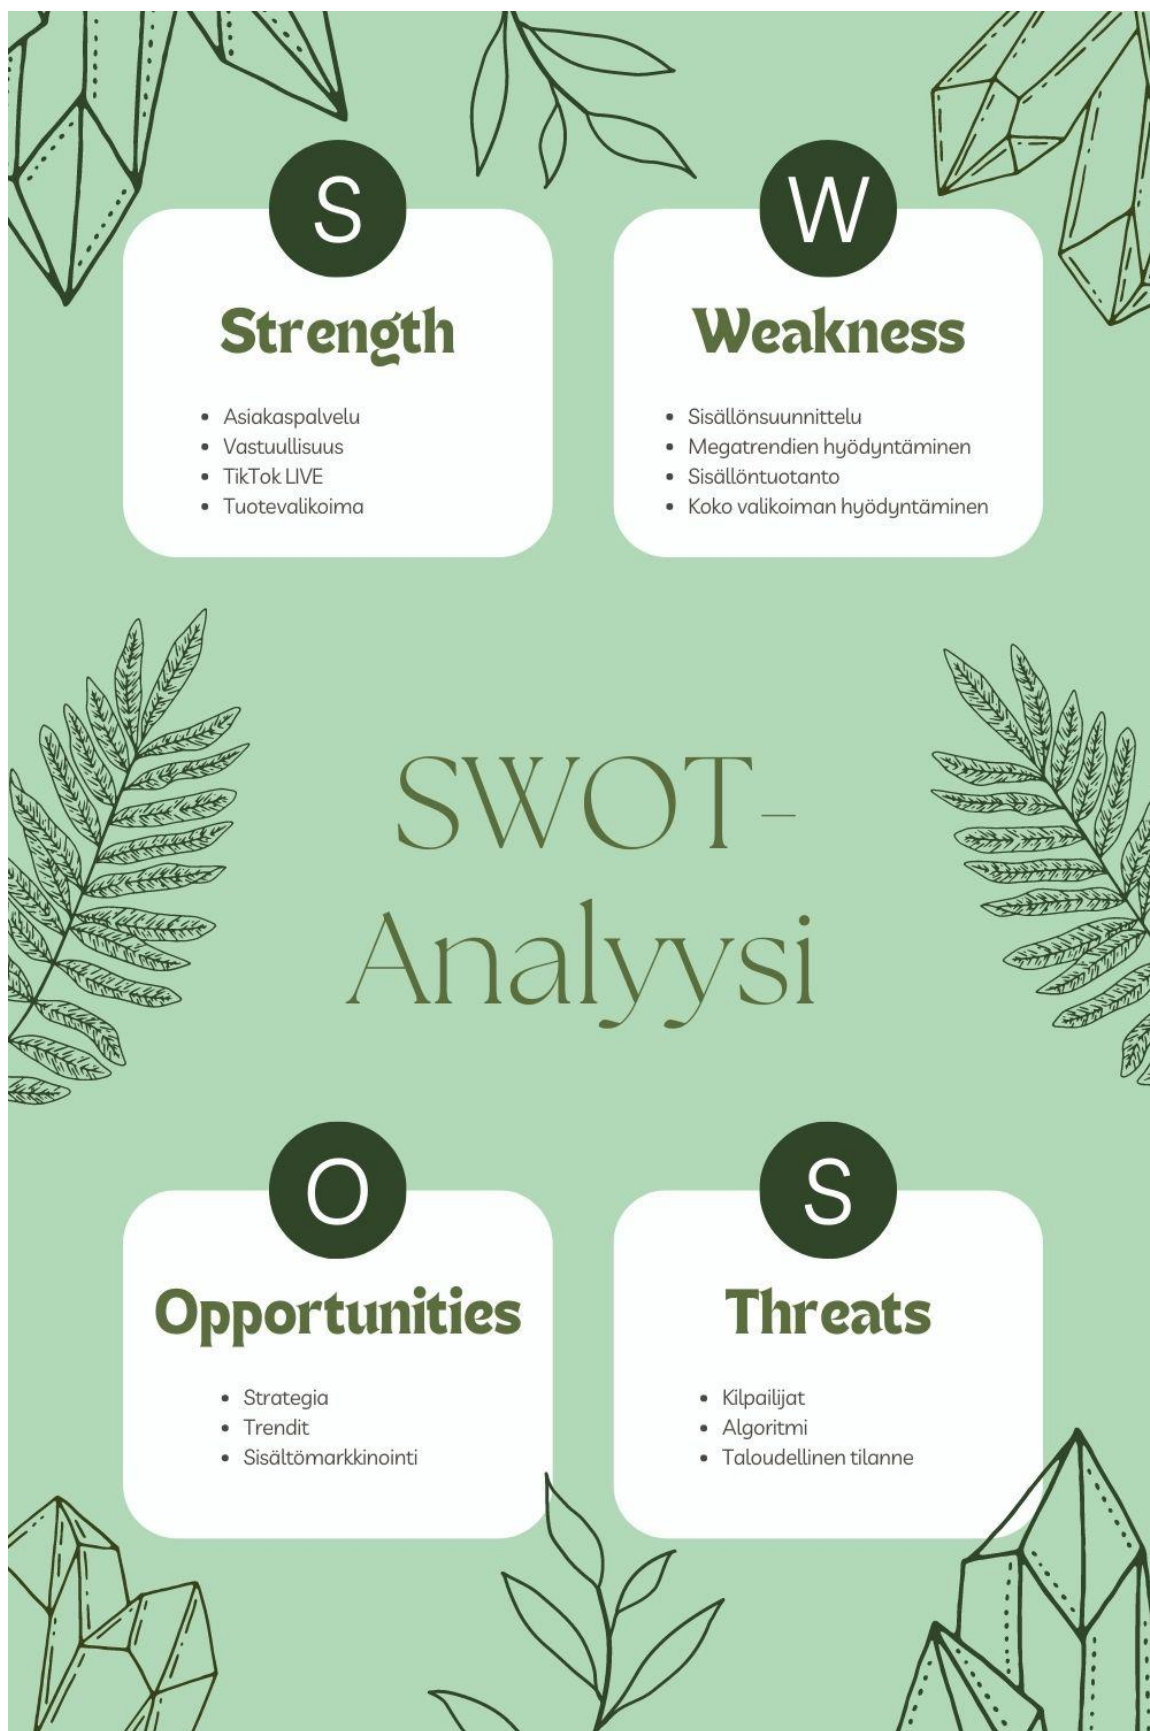 S
Strength
Asiakaspalvelu
Vastuullisuus
TikTok LIVE
Tuotevalikoima
W
Weakness
Sisällönsuunnittelu
Megatrendien hyödyntäminen
Sisällöntuotanto
Koko valikoiman hyödyntäminen
SWOT-
Analyysi
O
Opportunities
Strategia
Trendit
Sisältömarkkinointi
S
Threats
Kilpailijat
Algoritmi
Taloudellinen tilanne